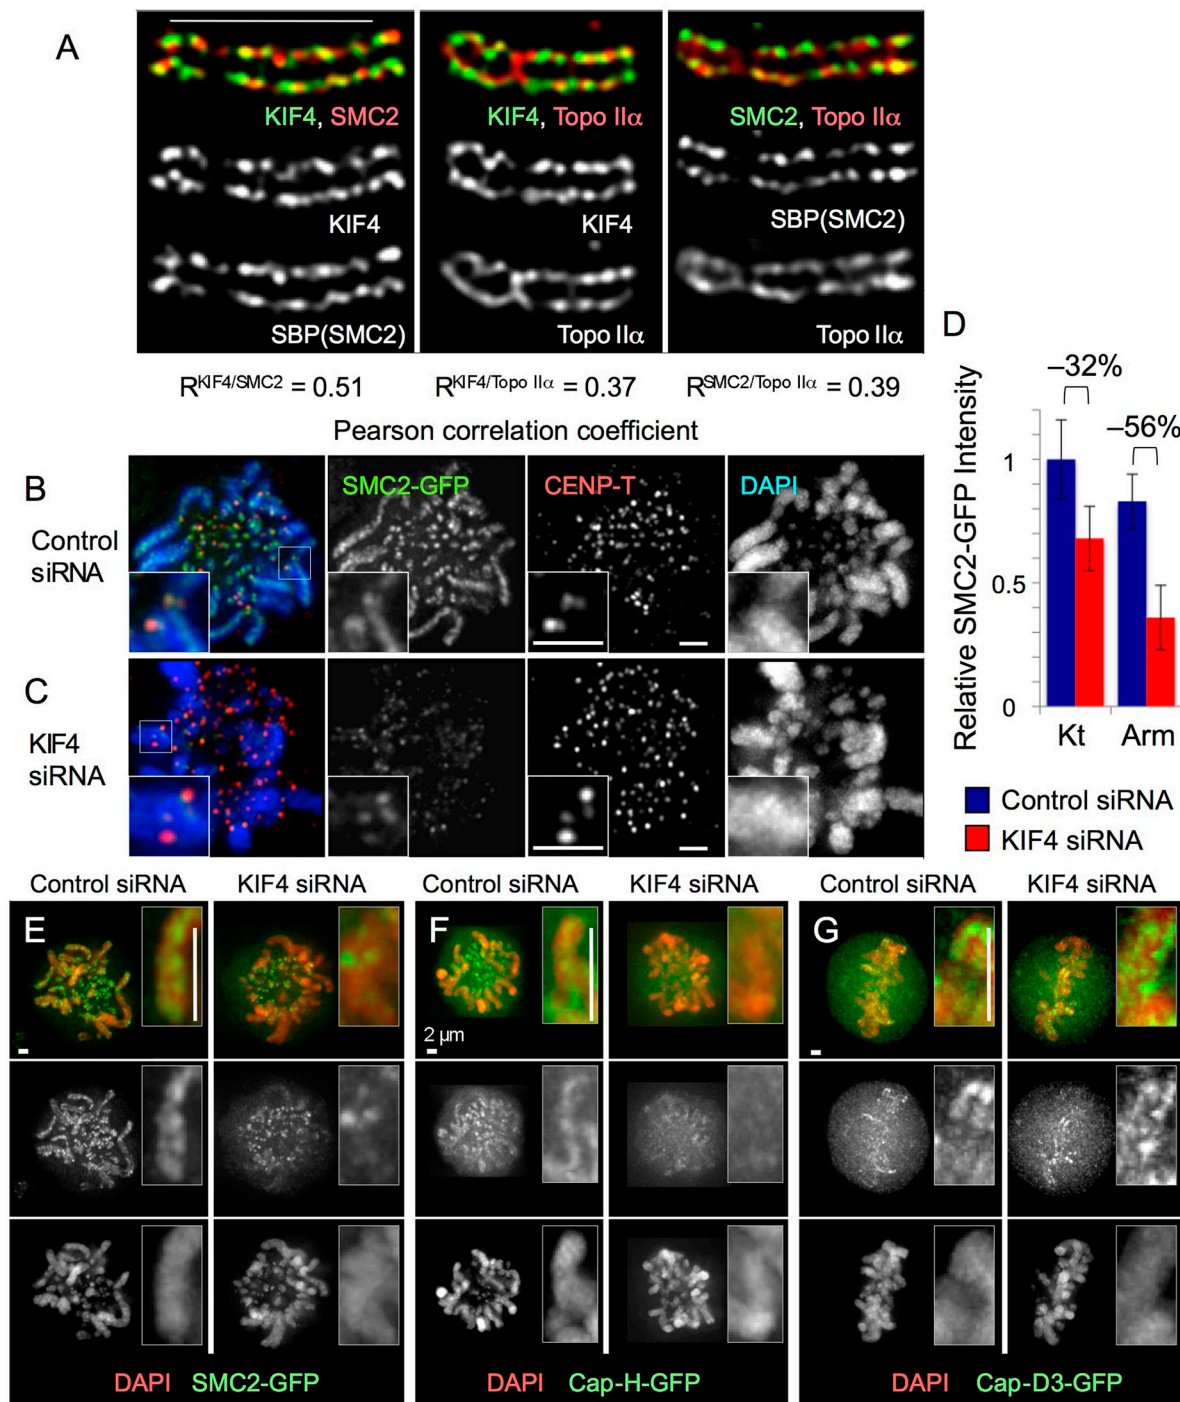 A
KIF4, SMC2
KIF4, Topo IIα
SMC2, Topo IIα
KIF4
KIF4
SBP(SMC2)
SBP(SMC2)
Topo IIα
Topo IIα
R^KIF4/SMC2 = 0.51
R^KIF4/Topo IIα = 0.37
R^SMC2/Topo IIα = 0.39
Pearson correlation coefficient
B
Control
siRNA
SMC2-GFP
CENP-T
DAPI
C
KIF4
siRNA
D
Relative SMC2-GFP Intensity
–32%
–56%
1
0.5
0
Kt
Arm
Control siRNA
KIF4 siRNA
Control siRNA
KIF4 siRNA
Control siRNA
KIF4 siRNA
Control siRNA
KIF4 siRNA
E
F
G
2 µm
DAPI SMC2-GFP
DAPI Cap-H-GFP
DAPI Cap-D3-GFP